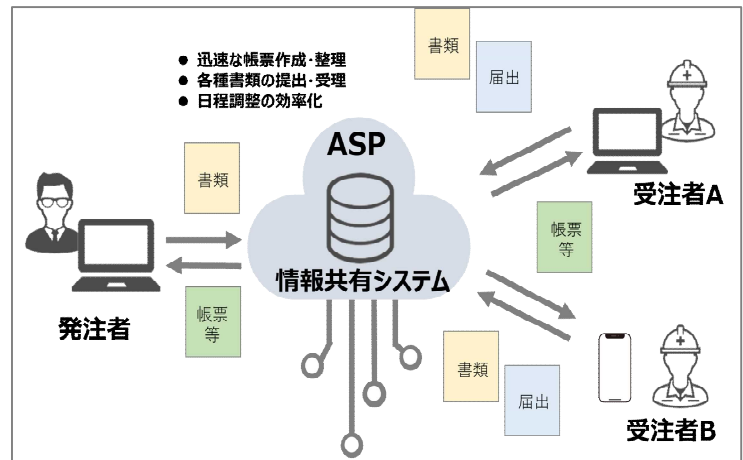 ● 迅速な帳票作成･整理
● 各種書類の提出･受理
● 日程調整の効率化
書類
届出
ASP
書類
受注者A
情報共有システム
帳票
等
発注者
帳票
等
書類
届出
受注者B